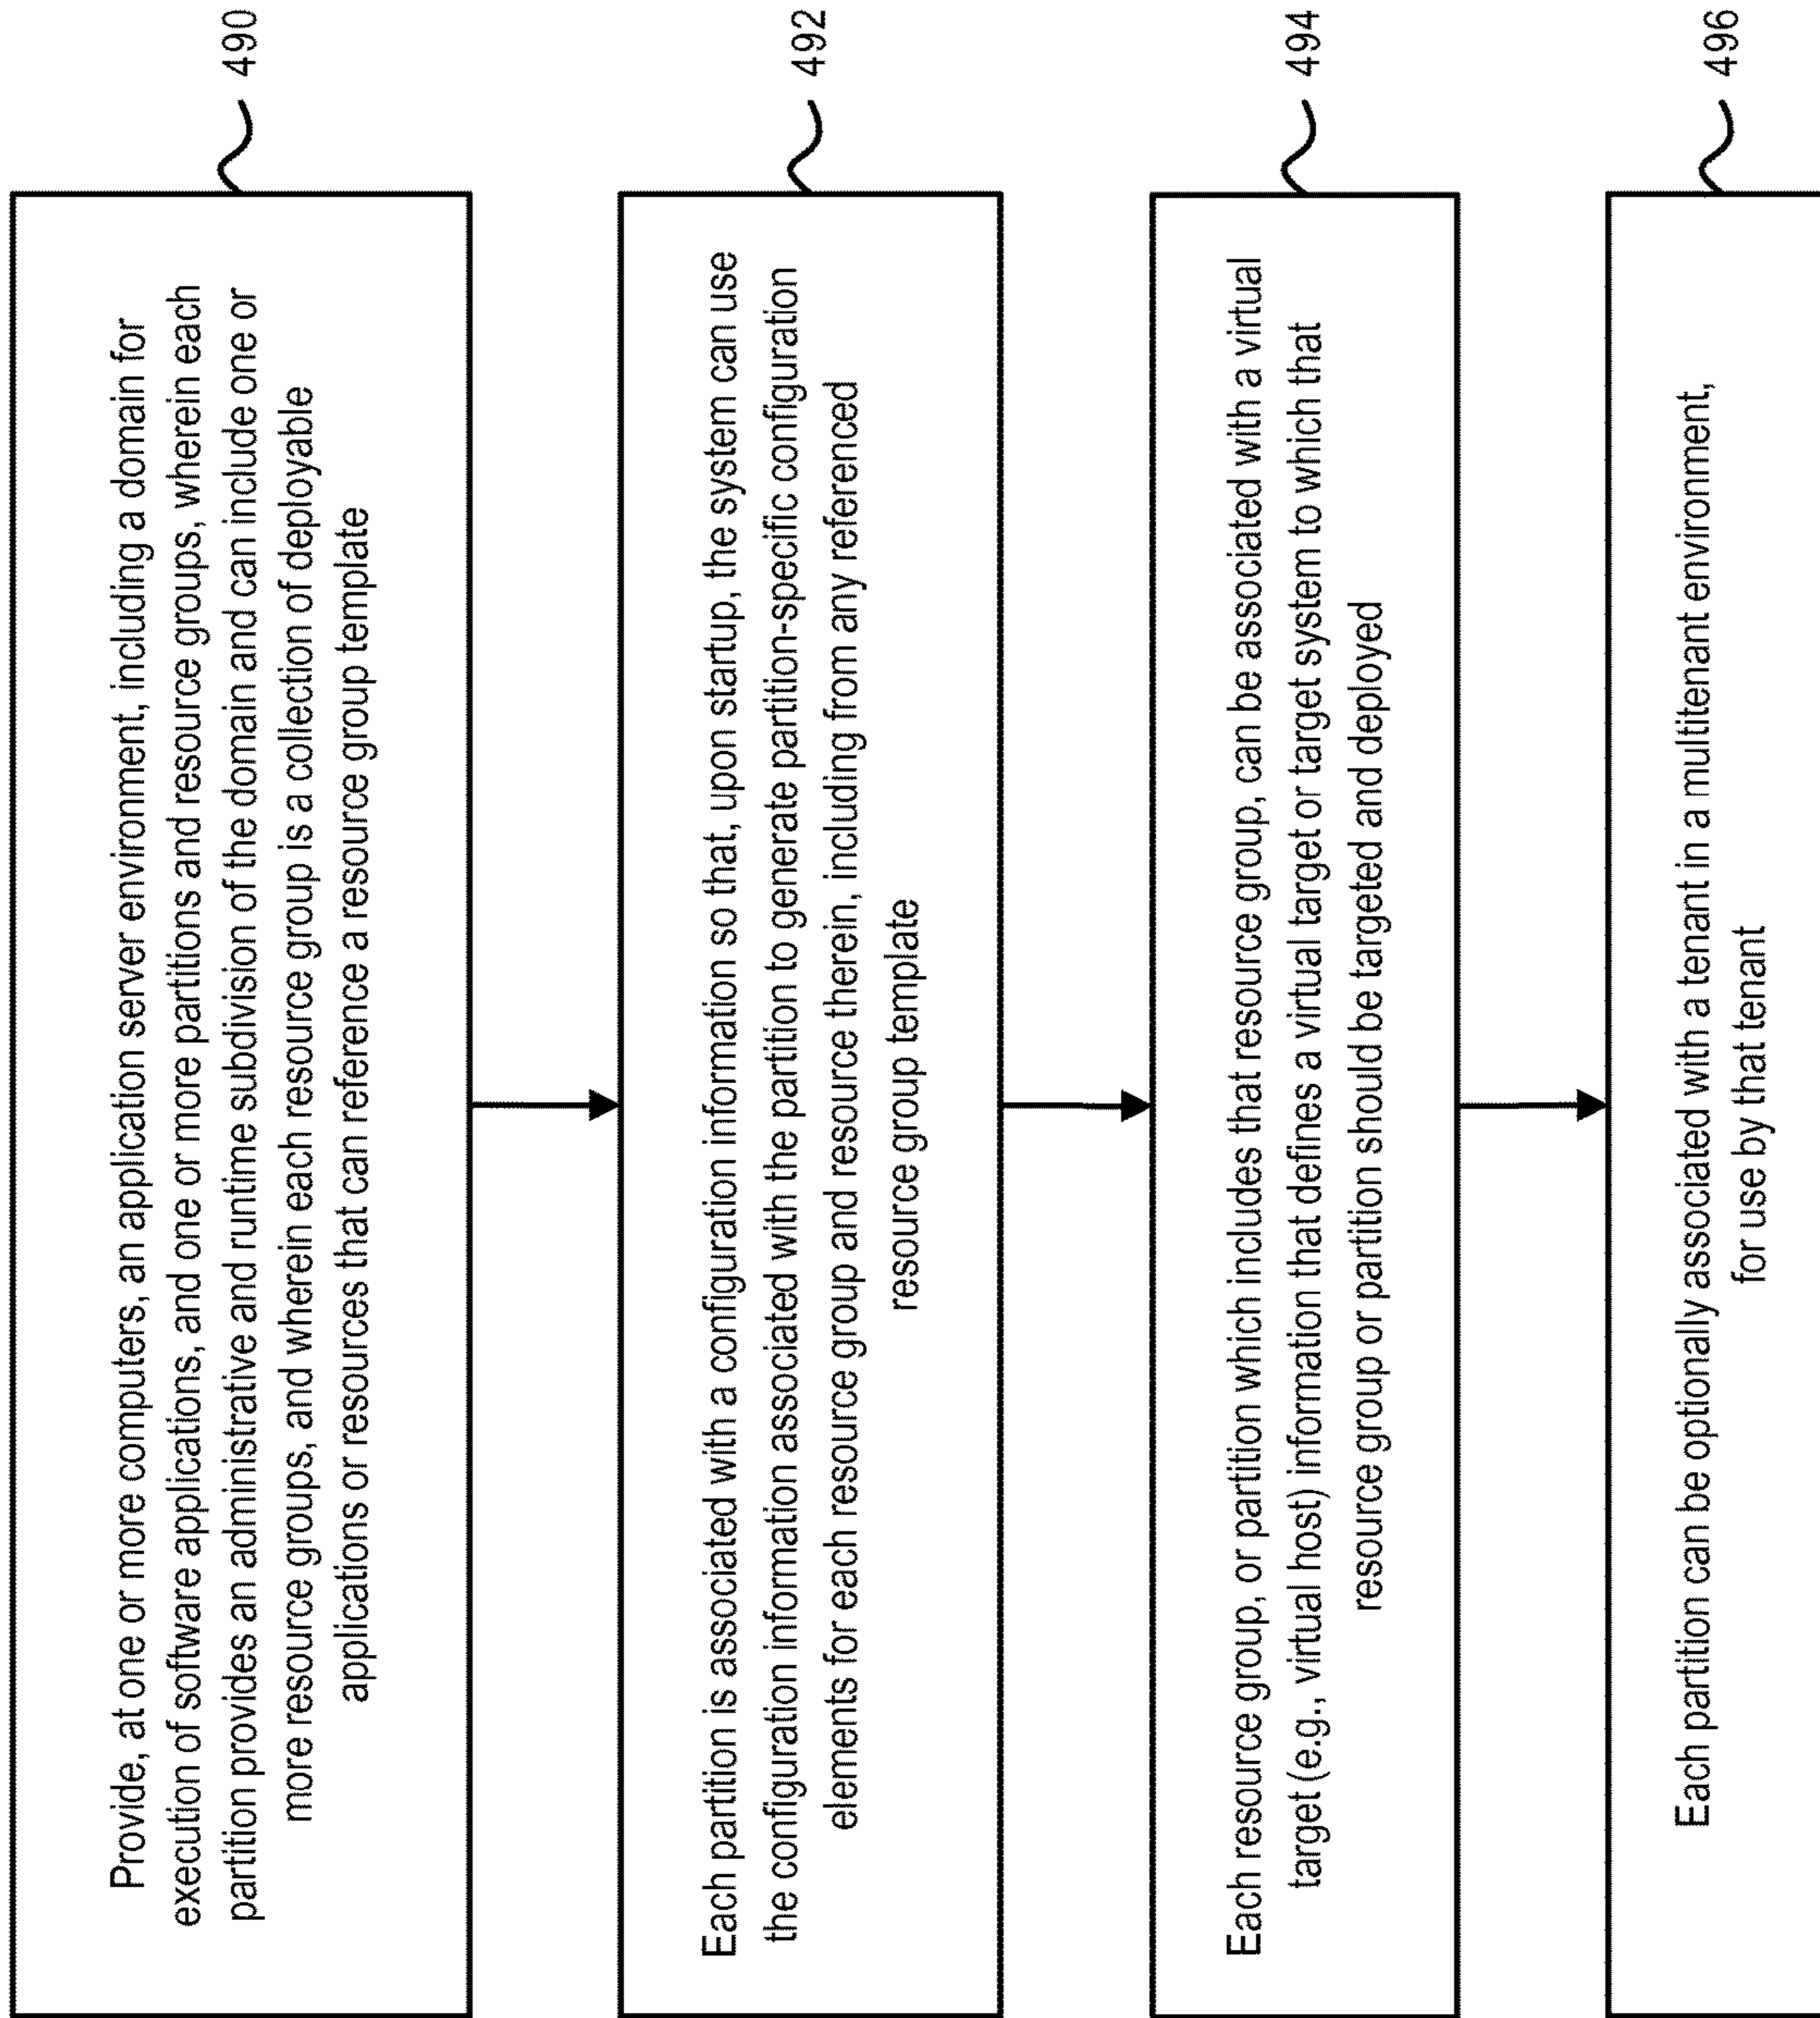 Provide, at one or more computers, an application server environment, including a domain for
execution of software applications, and one or more partitions and resource groups, wherein each
partition provides an administrative and runtime subdivision of the domain and can include one or
more resource groups, and wherein each resource group is a collection of deployable
applications or resources that can reference a resource group template
490
Each partition is associated with a configuration information so that, upon startup, the system can use
the configuration information associated with the partition to generate partition-specific configuration
elements for each resource group and resource therein, including from any referenced
resource group template
492
Each resource group, or partition which includes that resource group, can be associated with a virtual
target (e.g., virtual host) information that defines a virtual target or target system to which that
resource group or partition should be targeted and deployed
494
Each partition can be optionally associated with a tenant in a multitenant environment,
for use by that tenant
496